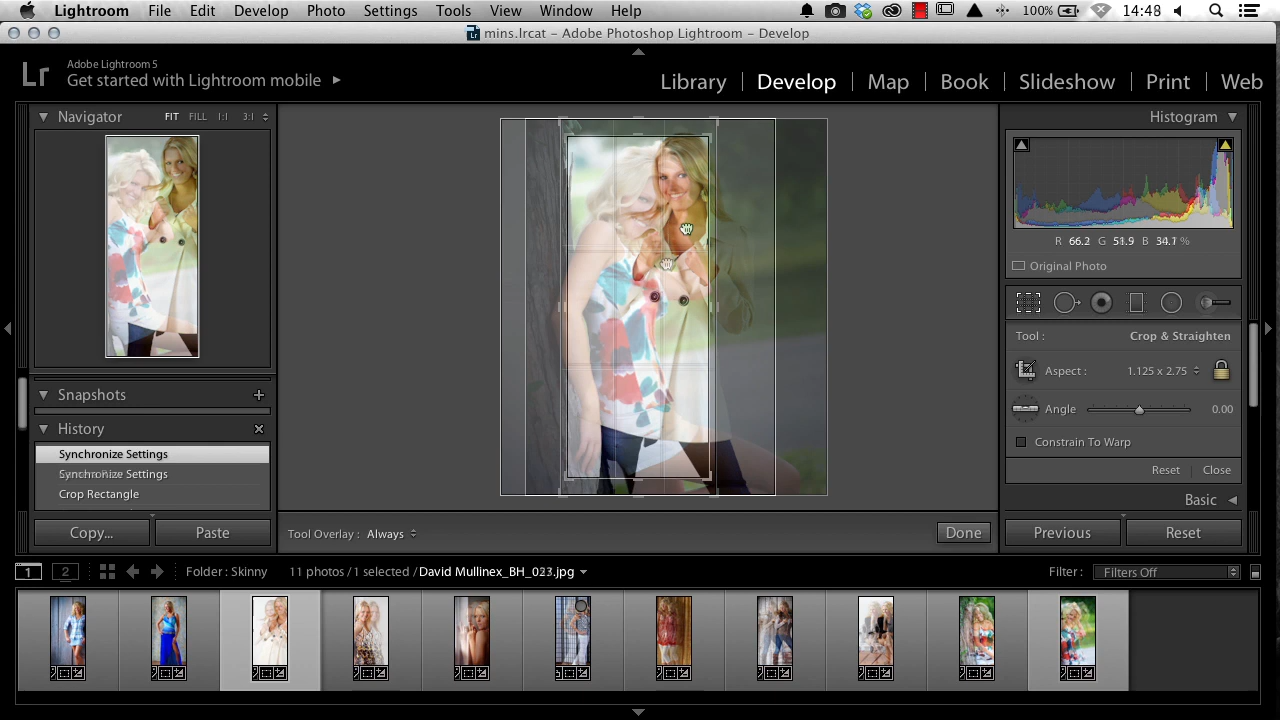 Lightroom File Edit Develop Photo Settings Tools View Window Help 100% 14:48
mins.lrcat – Adobe Photoshop Lightroom – Develop
Lr
Adobe Lightroom 5
Get started with Lightroom mobile
Library | Develop | Map | Book | Slideshow | Print | Web
Navigator FIT FILL 1:1 3:1
Histogram
R 66.2 G 51.9 B 34.1 %
Original Photo
Tool : Crop & Straighten
Aspect : 1.125 x 2.75
Angle 0.00
Constrain To Warp
Reset | Close
Basic
Snapshots +
History
Synchronize Settings
Synchronize Settings
Crop Rectangle
Copy... Paste
Tool Overlay : Always
Done
Previous Reset
1 2
Folder : Skinny
11 photos / 1 selected / David Mullinex_BH_023.jpg
Filter : Filters Off